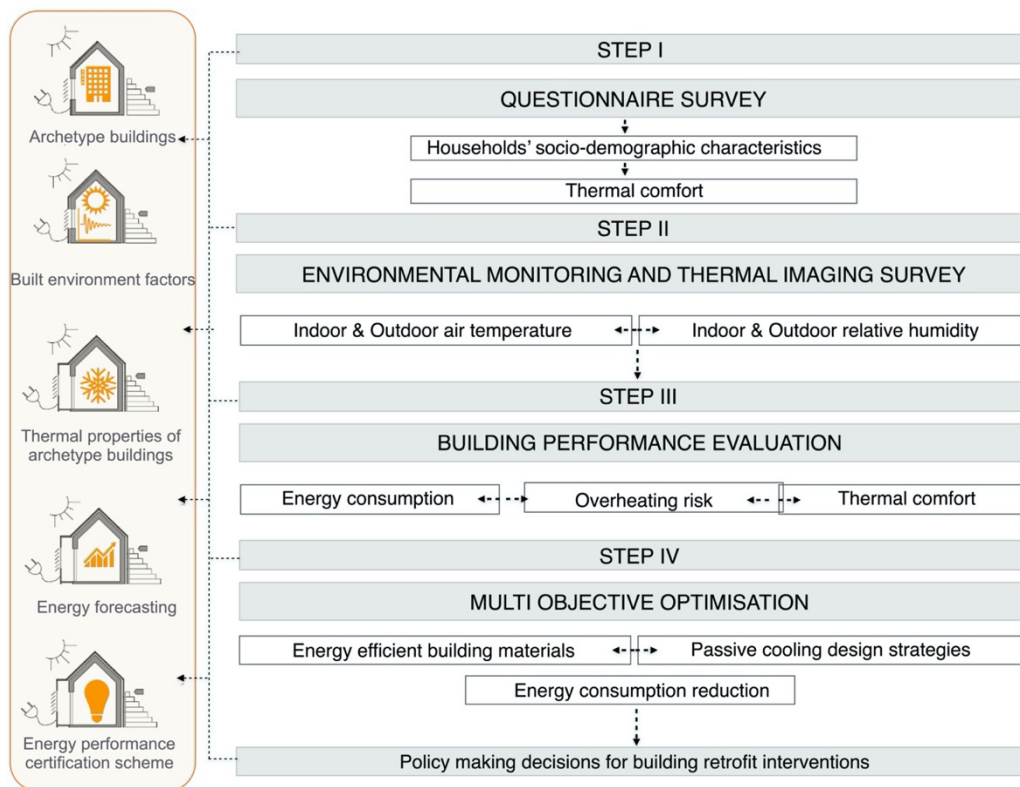 Archetype buildings
Built environment factors
Thermal properties of
archetype buildings
Energy forecasting
Energy performance
certification scheme
STEP I
QUESTIONNAIRE SURVEY
Households' socio-demographic characteristics
Thermal comfort
STEP II
ENVIRONMENTAL MONITORING AND THERMAL IMAGING SURVEY
Indoor & Outdoor air temperature
Indoor & Outdoor relative humidity
STEP III
BUILDING PERFORMANCE EVALUATION
Energy consumption
Overheating risk
Thermal comfort
STEP IV
MULTI OBJECTIVE OPTIMISATION
Energy efficient building materials
Passive cooling design strategies
Energy consumption reduction
Policy making decisions for building retrofit interventions